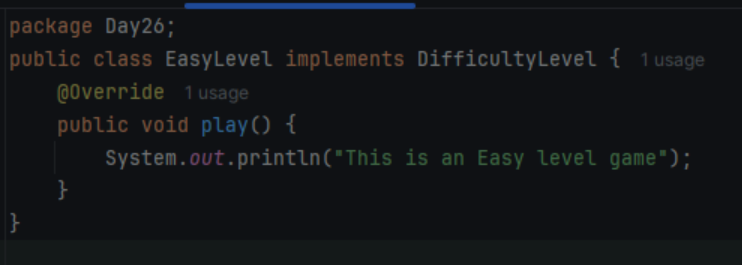 package Day26;
public class EasyLevel implements DifficultyLevel { 1 usage
    @Override 1 usage
    public void play() {
        System.out.println("This is an Easy level game");
    }
}